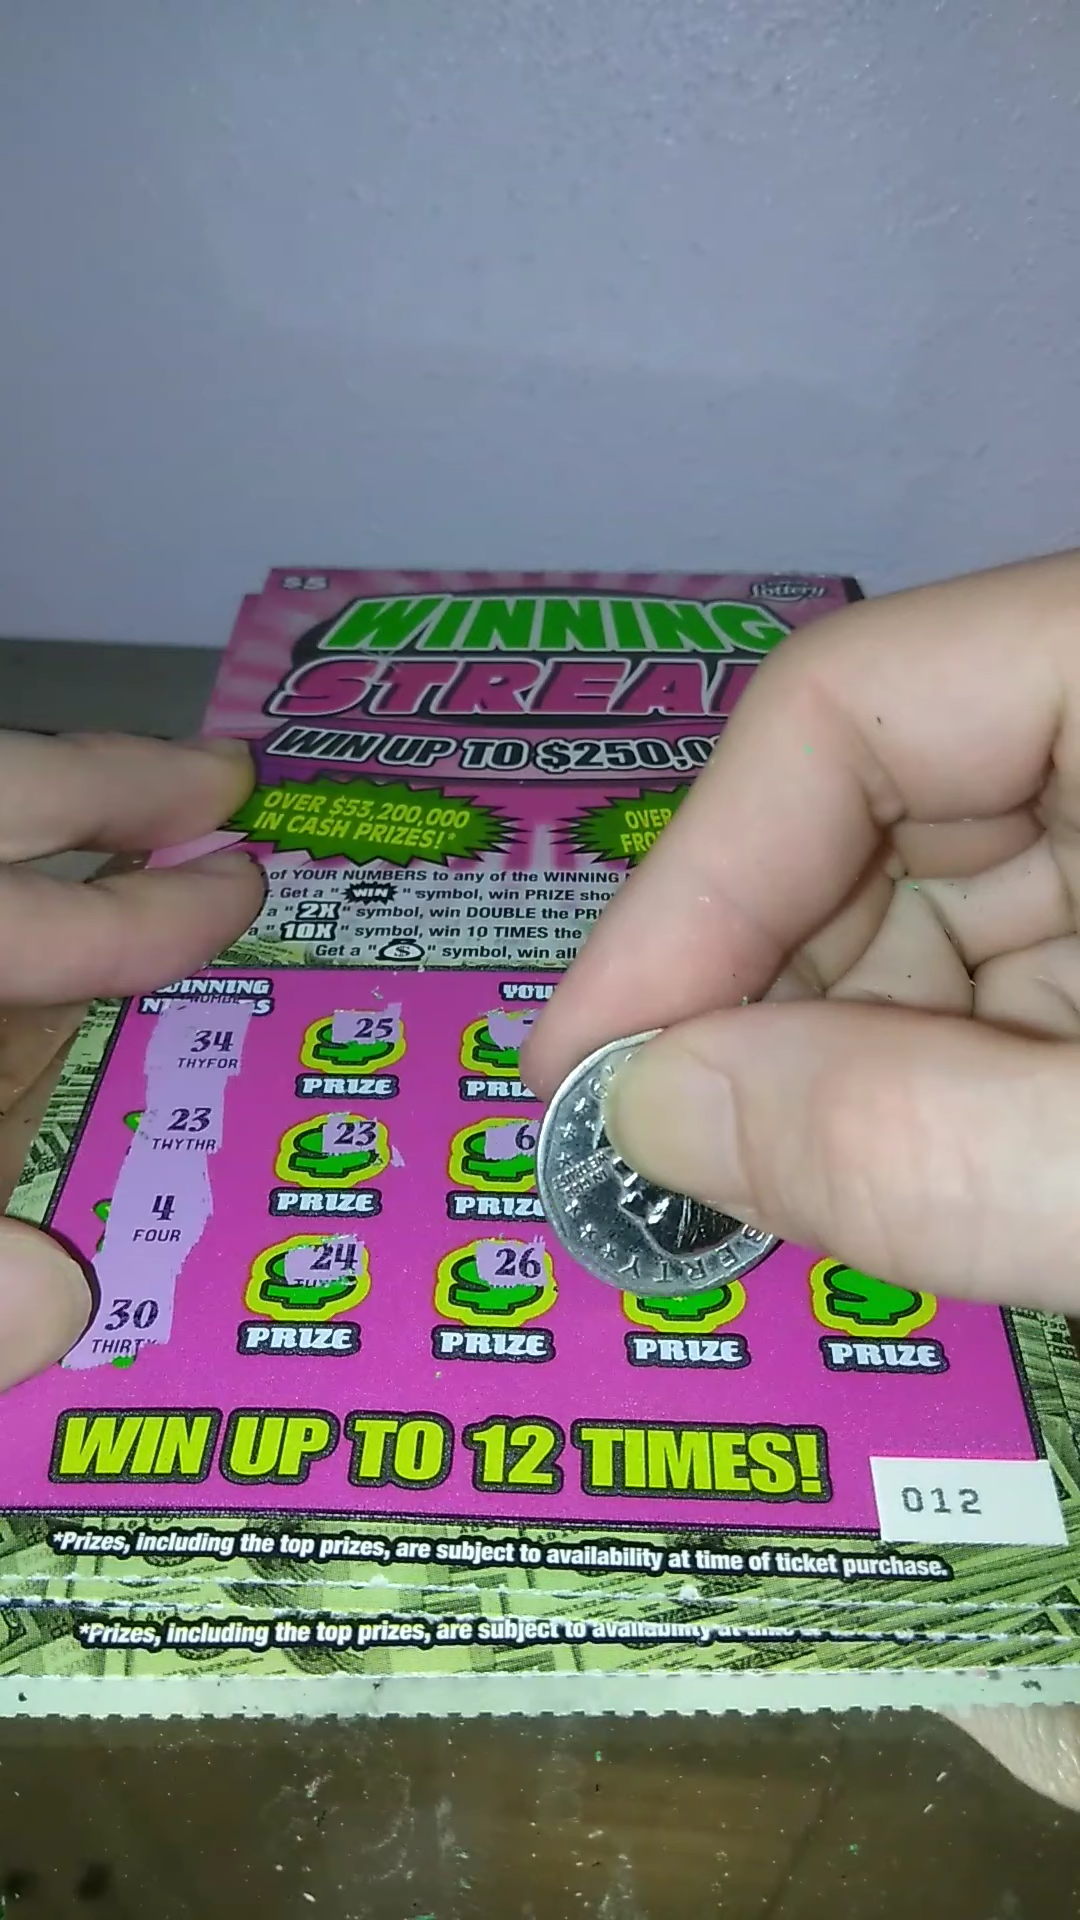 $5
Lottery
WINNING
STREA
WIN UP TO $250,0
OVER $53,200,000
IN CASH PRIZES!*
OVER
FRO
of YOUR NUMBERS to any of the WINNING
Get a "WIN" symbol, win PRIZE sho
a "2X" symbol, win DOUBLE the PRI
a "10X" symbol, win 10 TIMES the
Get a "$" symbol, win all
WINNING
YOU
34
THYFOR
25
PRIZE
PRIZ
23
TWYTHR
23
6
PRIZE
PRIZE
4
FOUR
24
26
30
PRIZE
PRIZE
PRIZE
PRIZE
WIN UP TO 12 TIMES!
012
*Prizes, including the top prizes, are subject to availability at time of ticket purchase.
*Prizes, including the top prizes, are subject to availability
LIBERTY